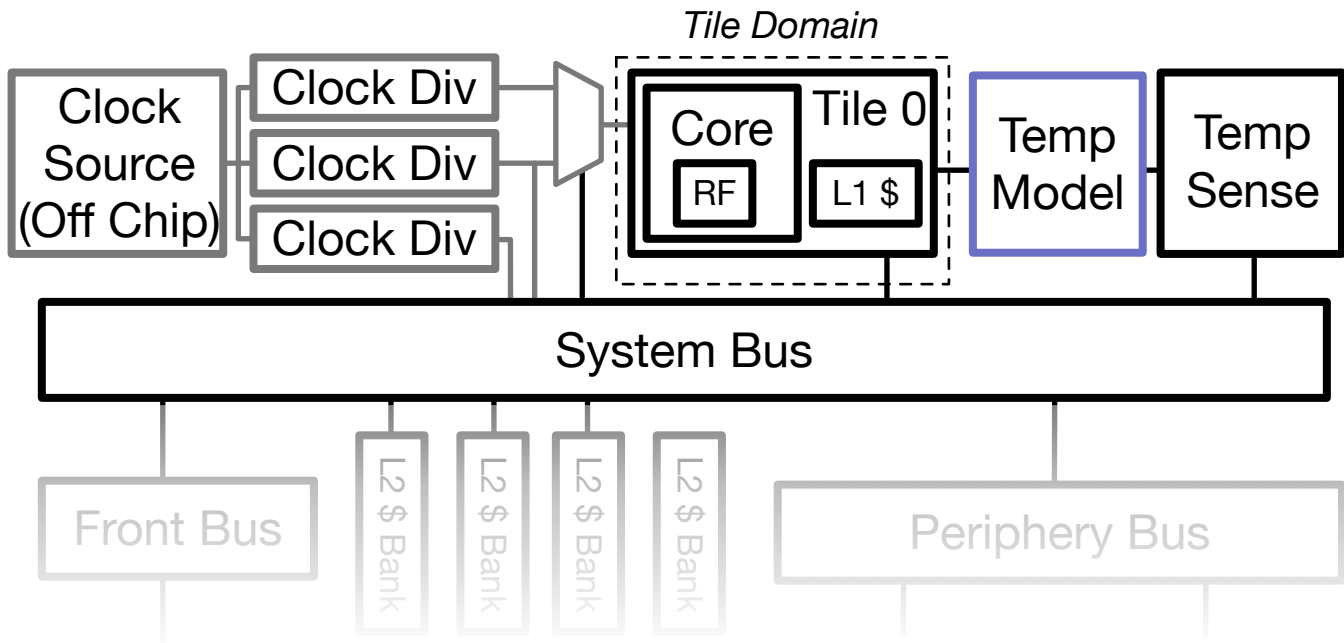 Tile Domain
Clock
Source
(Off Chip)
Clock Div
Clock Div
Clock Div
Core
RF
Tile 0
L1 $
Temp
Model
Temp
Sense
System Bus
Front Bus
L2 $ Bank
L2 $ Bank
L2 $ Bank
L2 $ Bank
Periphery Bus